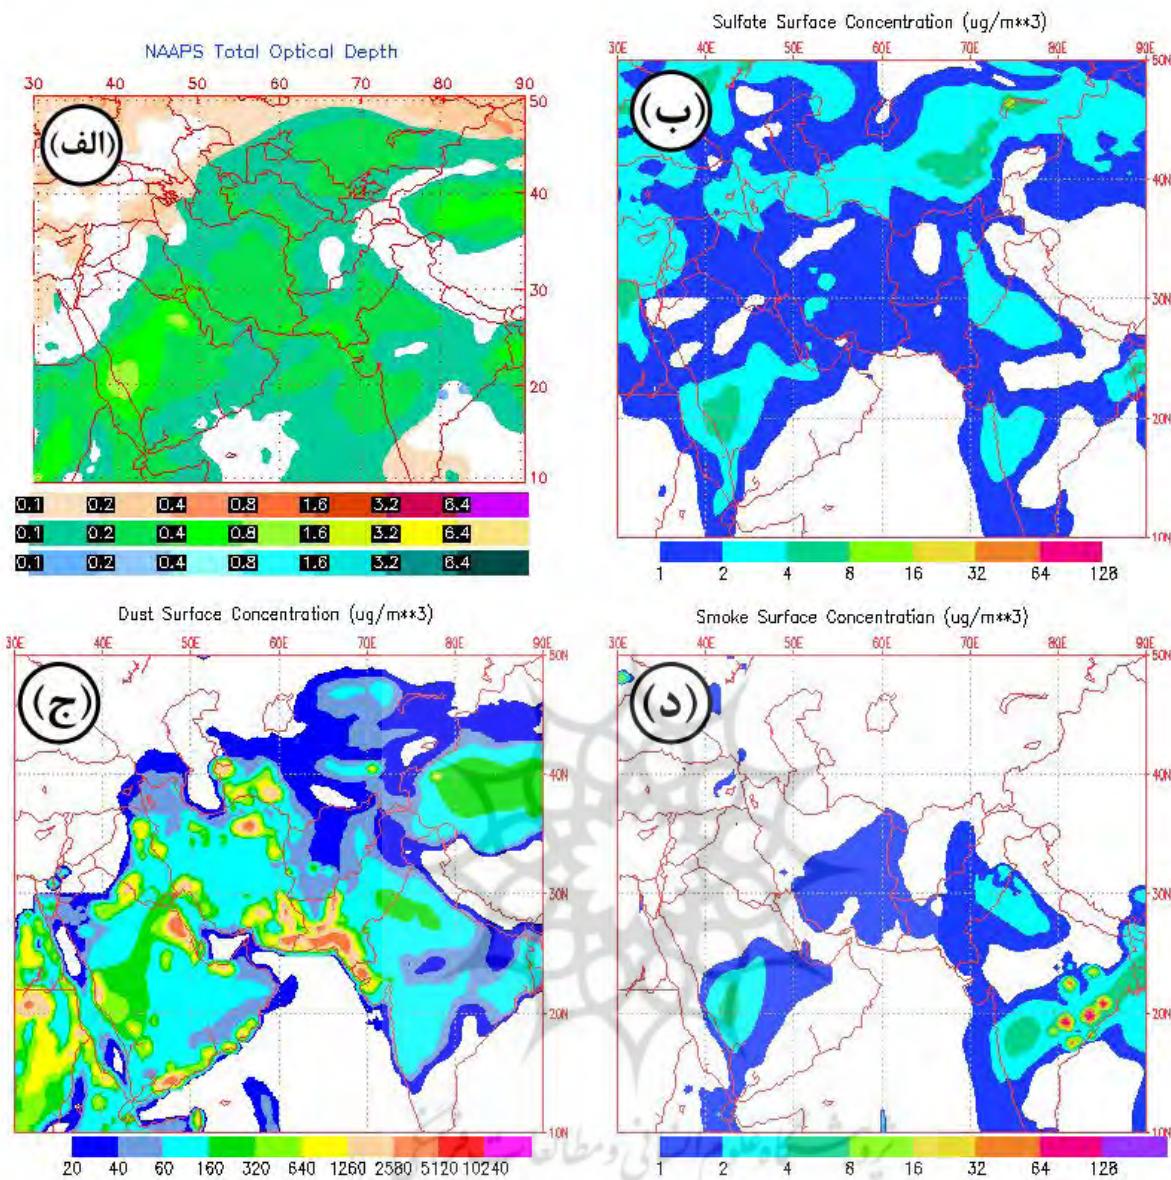 NAAPS Total Optical Depth
30 40 50 60 70 80 90
(الف)
50
40
30
20
10
0.1 0.2 0.4 0.8 1.6 3.2 6.4
0.1 0.2 0.4 0.8 1.6 3.2 6.4
0.1 0.2 0.4 0.8 1.6 3.2 6.4
Sulfate Surface Concentration (ug/m**3)
30E 40E 50E 60E 70E 80E 90E
(ب)
50N
40N
30N
20N
10N
1 2 4 8 16 32 64 128
Dust Surface Concentration (ug/m**3)
30E 40E 50E 60E 70E 80E 90E
(ج)
50N
40N
30N
20N
10N
20 40 60 160 320 640 1260 2580 5120 10240
Smoke Surface Concentration (ug/m**3)
30E 40E 50E 60E 70E 80E 90E
(د)
50N
40N
30N
20N
10N
1 2 4 8 16 32 64 128